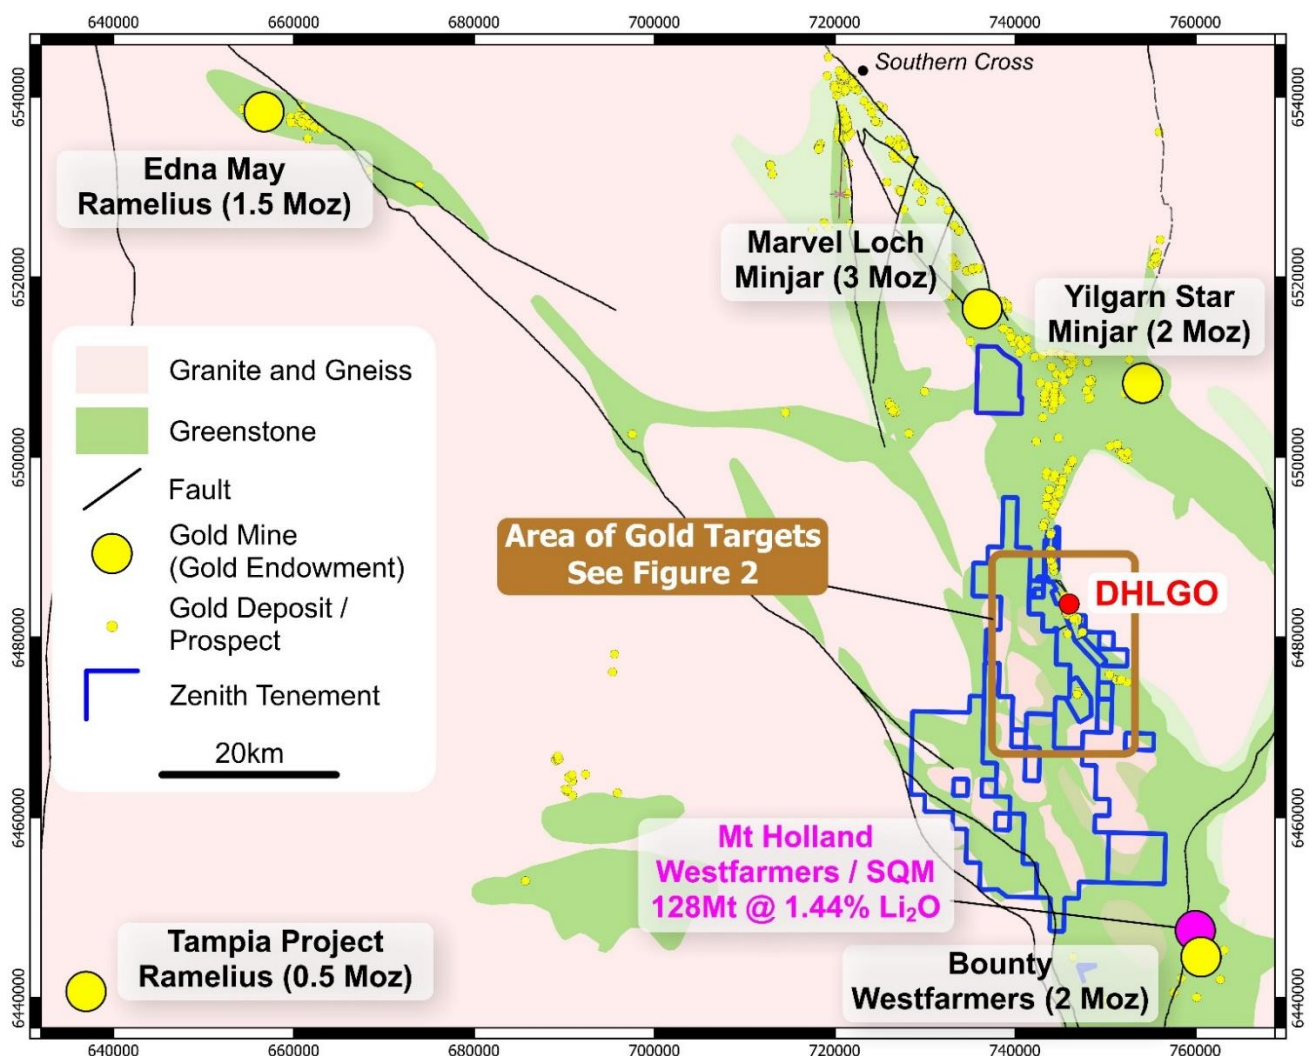 640000
660000
680000
700000
720000
740000
760000
6540000
6540000
Southern Cross
Edna May
Ramelius (1.5 Moz)
Marvel Loch
Minjar (3 Moz)
6520000
6520000
Yilgarn Star
Minjar (2 Moz)
Granite and Gneiss
Greenstone
Fault
Gold Mine
(Gold Endowment)
Gold Deposit /
Prospect
Zenith Tenement
20km
6500000
6500000
Area of Gold Targets
See Figure 2
DHLGO
6480000
6480000
6460000
6460000
Mt Holland
Westfarmers / SQM
128Mt @ 1.44% Li₂O
Tampia Project
Ramelius (0.5 Moz)
Bounty
Westfarmers (2 Moz)
6440000
6440000
640000
660000
680000
700000
720000
740000
760000